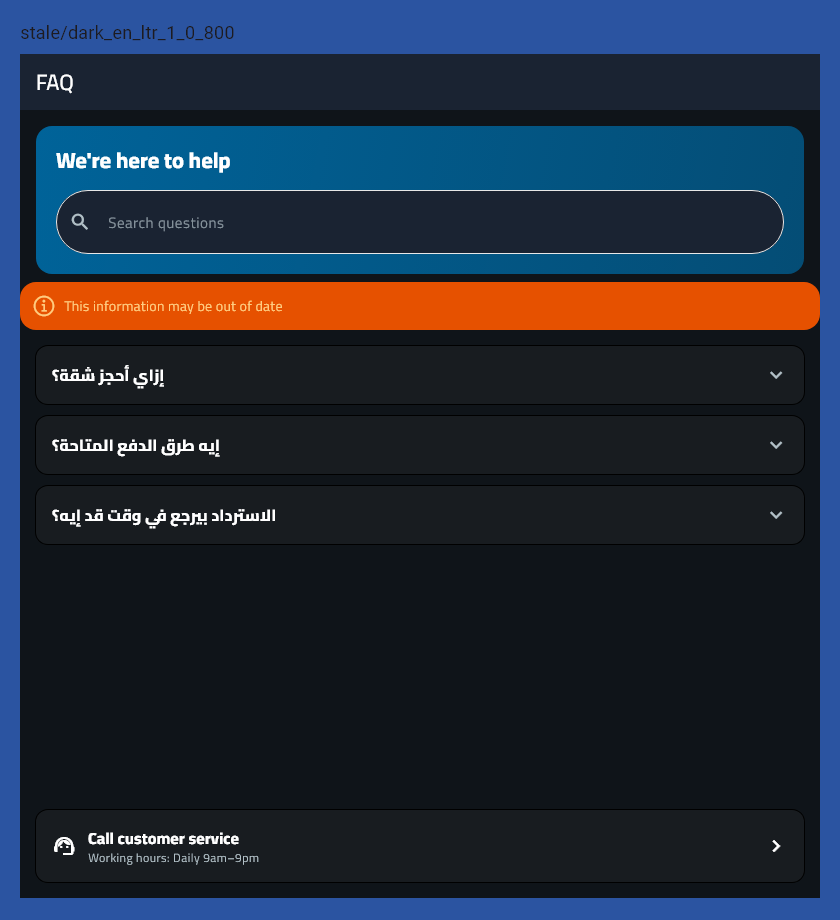 stale/dark_en_ltr_1_0_800
FAQ
We're here to help
Search questions
This information may be out of date
إزاي أحجز شقة؟
إيه طرق الدفع المتاحة؟
الاسترداد بيرجع في وقت قد إيه؟
Call customer service
Working hours: Daily 9am–9pm